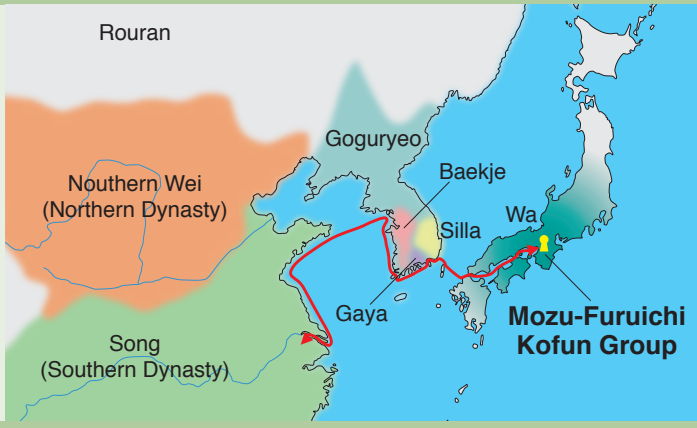 Rouran
Goguryeo
Baekje
Nouthern Wei
(Northern Dynasty)
Wa
Silla
Gaya
Mozu-Furuichi
Kofun Group
Song
(Southern Dynasty)